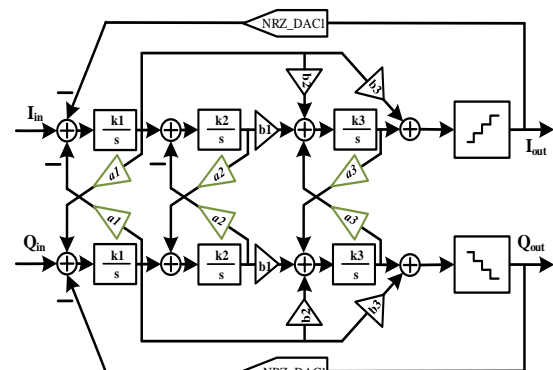 NRZ_DAC1
b2
b3
I_in
k1
s
k2
s
b1
k3
s
I_out
a1
a2
a3
a1
a2
a3
Q_in
k1
s
k2
s
b1
k3
s
Q_out
b2
b3
NRZ_DAC1